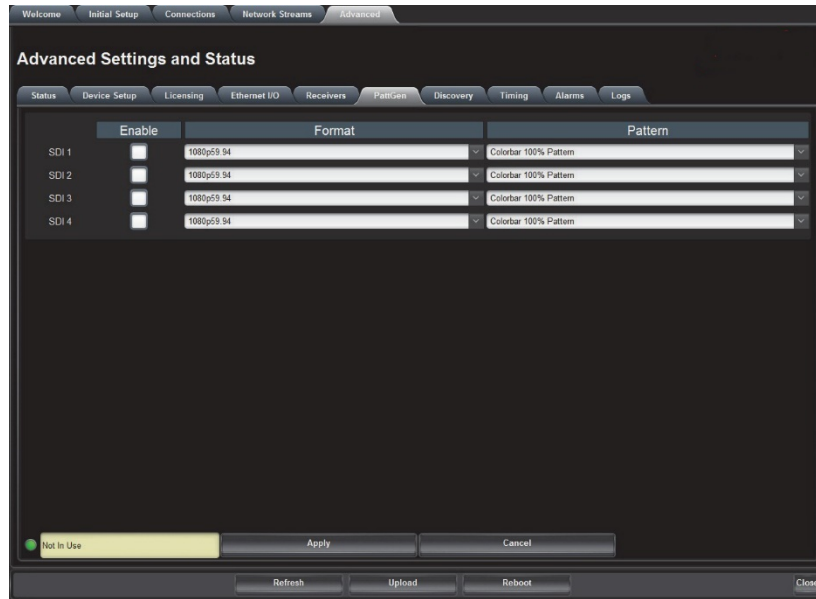 Welcome Initial Setup Connections Network Streams Advanced
Advanced Settings and Status
Status Device Setup Licensing Ethernet I/O Receivers PattGen Discovery Timing Alarms Logs
Enable Format Pattern
SDI 1 1080p59.94 Colorbar 100% Pattern
SDI 2 1080p59.94 Colorbar 100% Pattern
SDI 3 1080p59.94 Colorbar 100% Pattern
SDI 4 1080p59.94 Colorbar 100% Pattern
Not In Use Apply Cancel
Refresh Upload Reboot Close